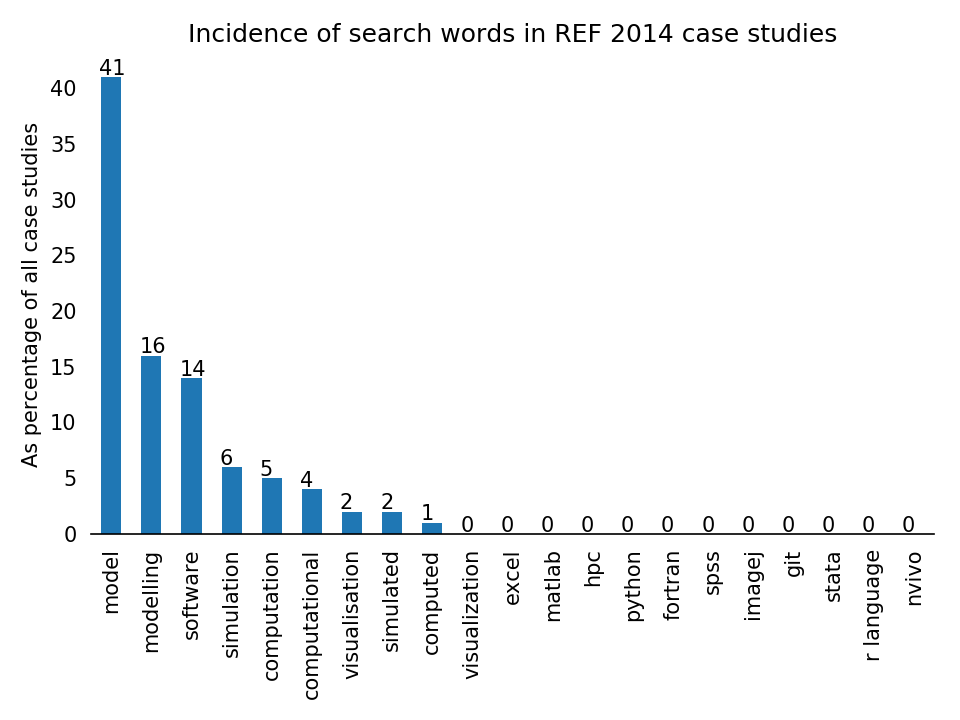 Incidence of search words in REF 2014 case studies
As percentage of all case studies
40
35
30
25
20
15
10
5
0
41
16
14
6
5
4
2
2
1
0
0
0
0
0
0
0
0
0
0
0
0
model
modelling
software
simulation
computation
computational
visualisation
simulated
computed
visualization
excel
matlab
hpc
python
fortran
spss
imagej
git
stata
r language
nvivo